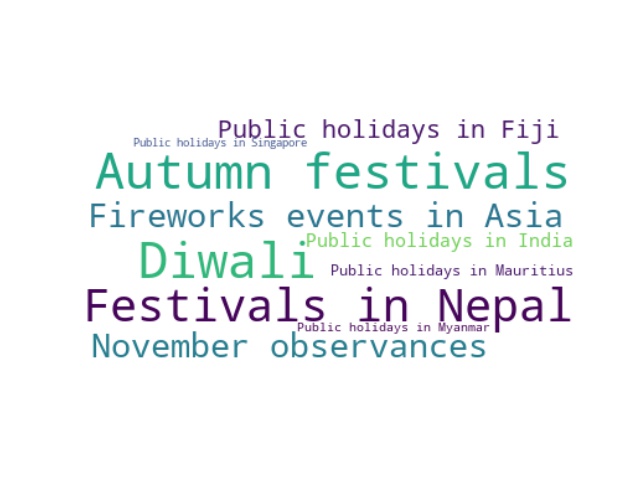 Public holidays in Fiji
Public holidays in Singapore
Autumn festivals
Fireworks events in Asia
Public holidays in India
Diwali
Public holidays in Mauritius
Festivals in Nepal
Public holidays in Myanmar
November observances